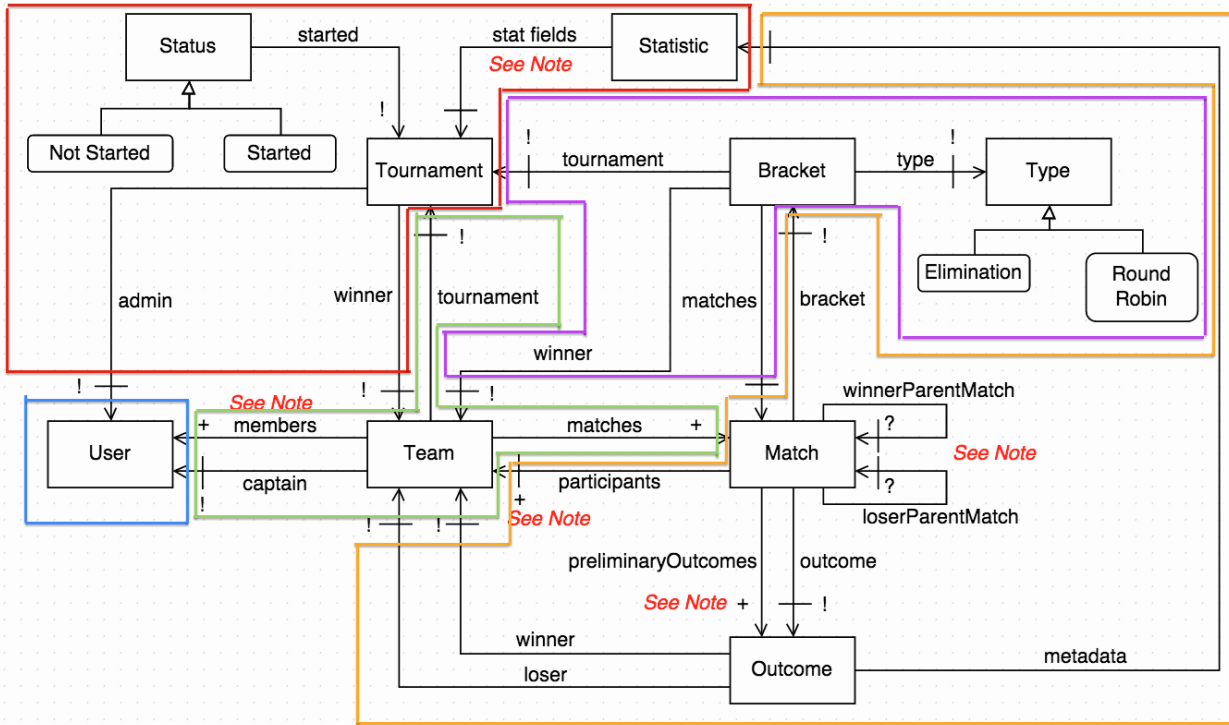 Status
started
stat fields
See Note
Statistic
!
Not Started
Started
Tournament
!
tournament
Bracket
type
!
Type
!
!
Elimination
Round
Robin
admin
winner
tournament
matches
bracket
winner
!
See Note
!
!
winnerParentMatch
User
+
members
Team
matches
+
Match
?
See Note
captain
!
participants
+
See Note
?
loserParentMatch
!
!
preliminaryOutcomes
outcome
See Note
+
!
winner
loser
Outcome
metadata